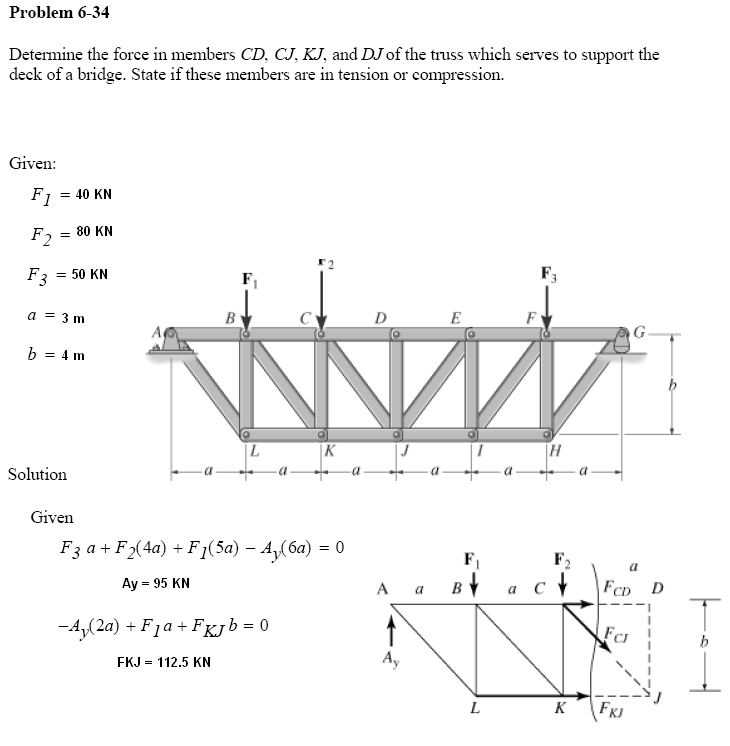 Problem 6-34
Determine the force in members CD, CJ, KJ, and DJ of the truss which serves to support the
deck of a bridge. State if these members are in tension or compression.
Given:
F1 = 40 KN
F2 = 80 KN
F3 = 50 KN
a = 3 m
b = 4 m
F1
F3
A B C D E F G
b
L K J I H
a a a a a a
Solution
Given
F3 a + F2(4a) + F1(5a) − Ay(6a) = 0
Ay = 95 KN
−Ay(2a) + F1 a + FKJ b = 0
FKJ = 112.5 KN
F1 F2 a
A a B a C FCD D
FCJ
b
Ay
L K FKJ J